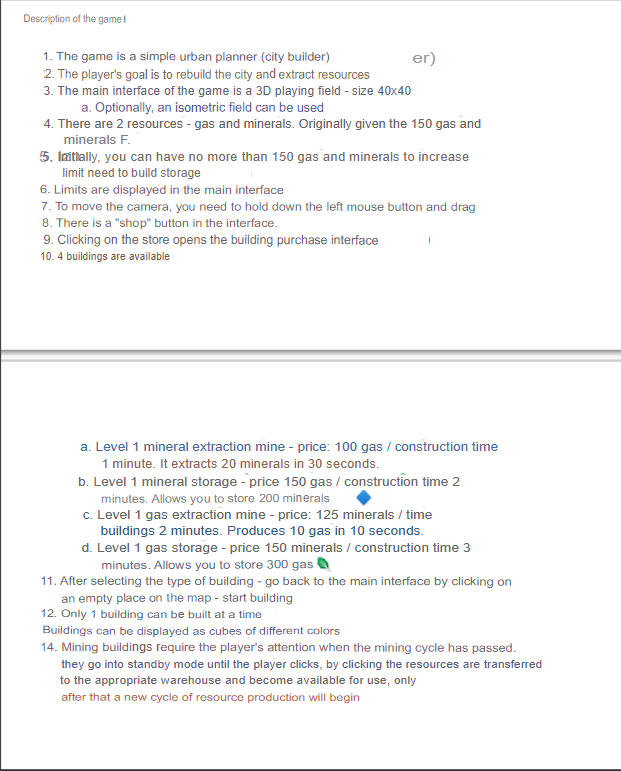 Description of the game
1. The game is a simple urban planner (city builder) er)
2. The player's goal is to rebuild the city and extract resources
3. The main interface of the game is a 3D playing field - size 40x40
a. Optionally, an isometric field can be used
4. There are 2 resources - gas and minerals. Originally given the 150 gas and
minerals F.
5. Initially, you can have no more than 150 gas and minerals to increase
limit need to build storage
6. Limits are displayed in the main interface
7. To move the camera, you need to hold down the left mouse button and drag
8. There is a "shop" button in the interface.
9. Clicking on the store opens the building purchase interface
10. 4 buildings are available
a. Level 1 mineral extraction mine - price: 100 gas / construction time
1 minute. It extracts 20 minerals in 30 seconds.
b. Level 1 mineral storage - price 150 gas / construction time 2
minutes. Allows you to store 200 minerals
c. Level 1 gas extraction mine - price: 125 minerals / time
buildings 2 minutes. Produces 10 gas in 10 seconds.
d. Level 1 gas storage - price 150 minerals / construction time 3
minutes. Allows you to store 300 gas
11. After selecting the type of building - go back to the main interface by clicking on
an empty place on the map - start building
12. Only 1 building can be built at a time
Buildings can be displayed as cubes of different colors
14. Mining buildings require the player's attention when the mining cycle has passed.
they go into standby mode until the player clicks, by clicking the resources are transferred
to the appropriate warehouse and become available for use, only
after that a new cycle of resource production will begin